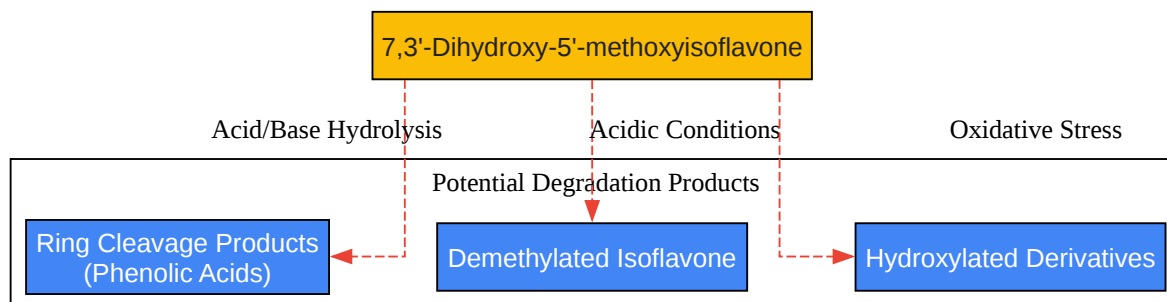 7,3'-Dihydroxy-5'-methoxyisoflavone
Acid/Base Hydrolysis
Acidic Conditions
Oxidative Stress
Potential Degradation Products
Ring Cleavage Products
(Phenolic Acids)
Demethylated Isoflavone
Hydroxylated Derivatives